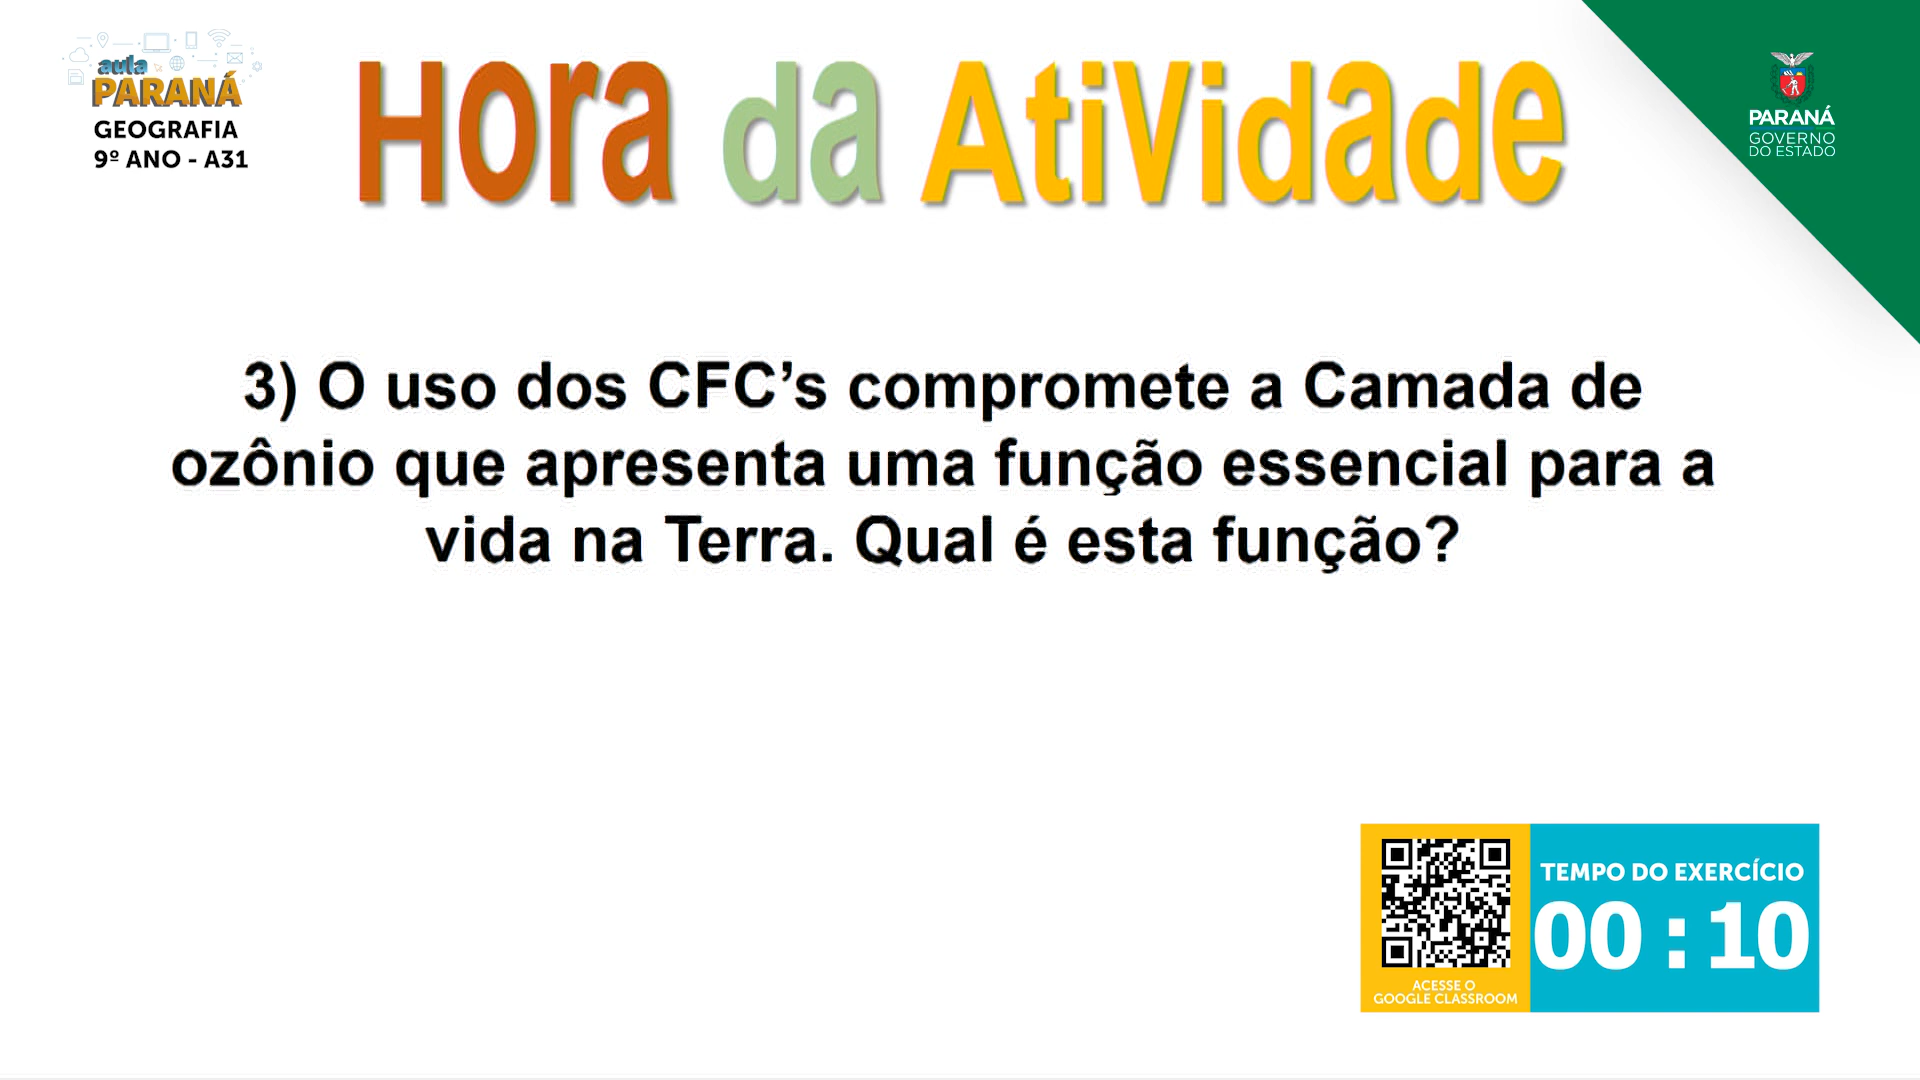 aula
PARANÁ
GEOGRAFIA
9º ANO - A31
Hora da AtiVidade
PARANÁ
GOVERNO
DO ESTADO
3) O uso dos CFC’s compromete a Camada de
ozônio que apresenta uma função essencial para a
vida na Terra. Qual é esta função?
ACESSE O
GOOGLE CLASSROOM
TEMPO DO EXERCÍCIO
00 : 10